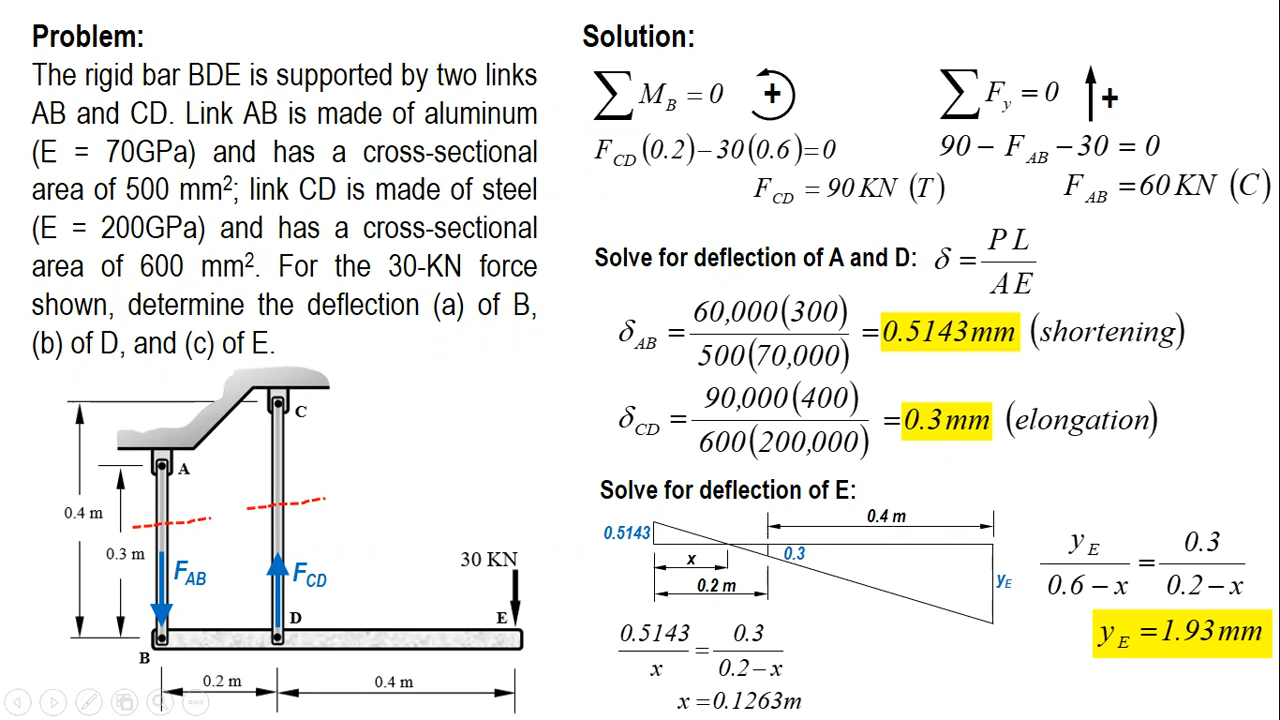 Problem:
The rigid bar BDE is supported by two links
AB and CD. Link AB is made of aluminum
(E = 70GPa) and has a cross-sectional
area of 500 mm²; link CD is made of steel
(E = 200GPa) and has a cross-sectional
area of 600 mm². For the 30-KN force
shown, determine the deflection (a) of B,
(b) of D, and (c) of E.
C
A
0.4 m
0.3 m
F_AB
F_CD
30 KN
D
E
B
0.2 m
0.4 m
Solution:
∑ M_B = 0 +
F_CD (0.2) − 30(0.6) = 0
F_CD = 90 KN (T)
∑ F_y = 0 +
90 − F_AB − 30 = 0
F_AB = 60 KN (C)
Solve for deflection of A and D: δ = PL / AE
δ_AB = 60,000(300) / 500(70,000) = 0.5143 mm (shortening)
δ_CD = 90,000(400) / 600(200,000) = 0.3 mm (elongation)
Solve for deflection of E:
0.4 m
0.5143
0.3
x
0.2 m
y_E
0.5143 / x = 0.3 / 0.2 − x
x = 0.1263 m
y_E / 0.6 − x = 0.3 / 0.2 − x
y_E = 1.93 mm